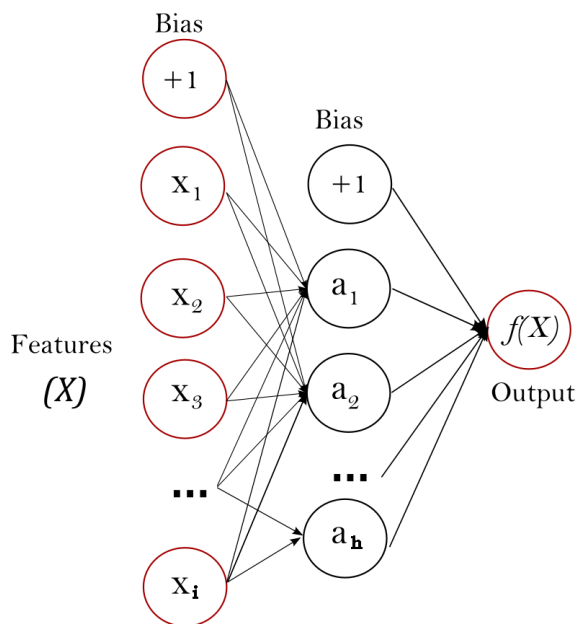 Bias
+1
Bias
x1
+1
x2
a1
f(X)
Features
(X)
x3
a2
Output
...
...
xi
ah